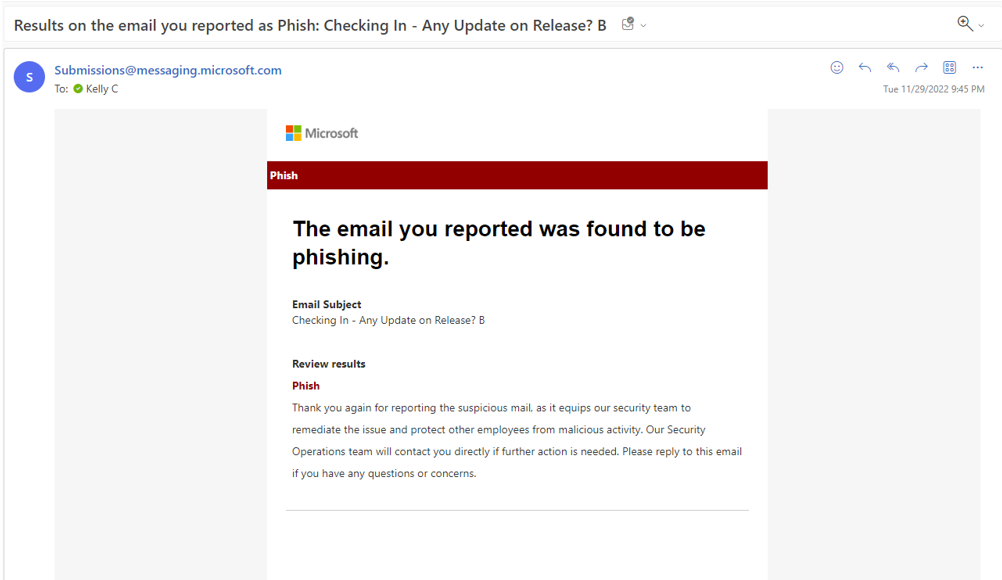 Results on the email you reported as Phish: Checking In - Any Update on Release? B
S
Submissions@messaging.microsoft.com
To: Kelly C
Tue 11/29/2022 9:45 PM
Microsoft
Phish
The email you reported was found to be
phishing.
Email Subject
Checking In - Any Update on Release? B
Review results
Phish
Thank you again for reporting the suspicious mail, as it equips our security team to
remediate the issue and protect other employees from malicious activity. Our Security
Operations team will contact you directly if further action is needed. Please reply to this email
if you have any questions or concerns.